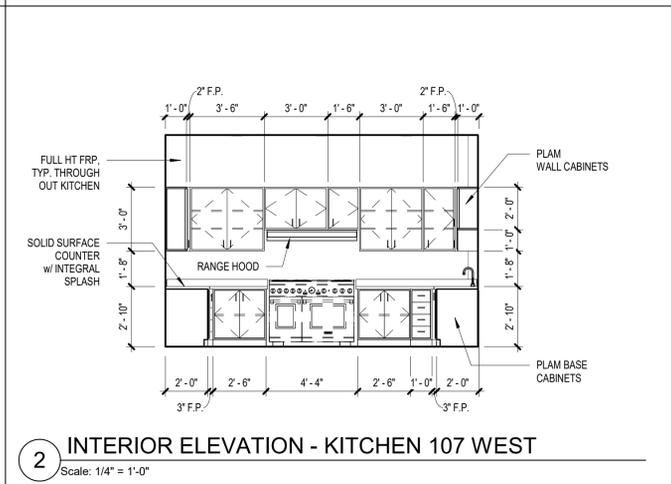 2" F.P.
2" F.P.
1' - 0"
3' - 6"
3' - 0"
1' - 6"
3' - 0"
1' - 6"
1' - 0"
FULL HT FRP,
TYP. THROUGH
OUT KITCHEN
PLAM
WALL CABINETS
3' - 0"
2' - 0"
1' - 0"
SOLID SURFACE
COUNTER
w/ INTEGRAL
SPLASH
RANGE HOOD
1' - 8"
1' - 8"
2' - 10"
2' - 10"
PLAM BASE
CABINETS
2' - 0"
2' - 6"
4' - 4"
2' - 6"
1' - 0"
2' - 0"
3" F.P.
3" F.P.
2
INTERIOR ELEVATION - KITCHEN 107 WEST
Scale: 1/4" = 1'-0"